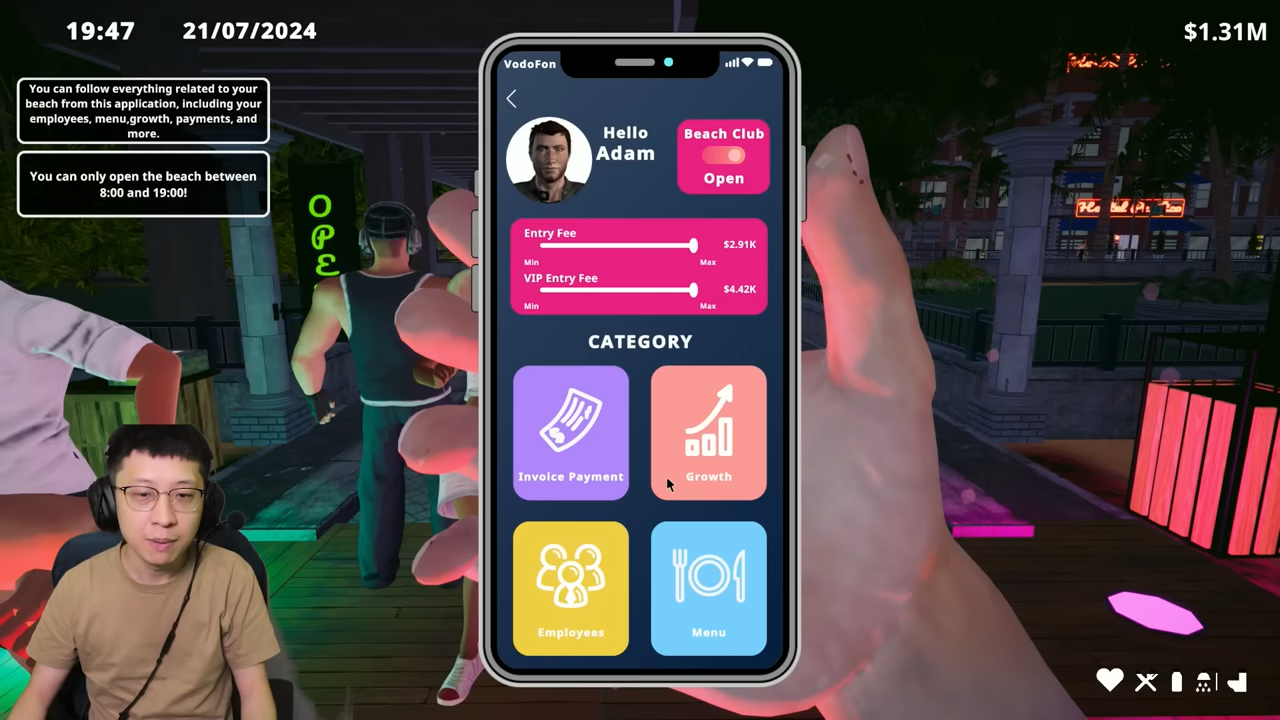 19:47
21/07/2024
$1.31M
You can follow everything related to your
beach from this application, including your
employees, menu,growth, payments, and
more.
You can only open the beach between
8:00 and 19:00!
OPE
VodoFon
Hello
Adam
Beach Club
Open
Entry Fee
$2.91K
Min
Max
VIP Entry Fee
$4.42K
Min
Max
CATEGORY
Invoice Payment
Growth
Employees
Menu